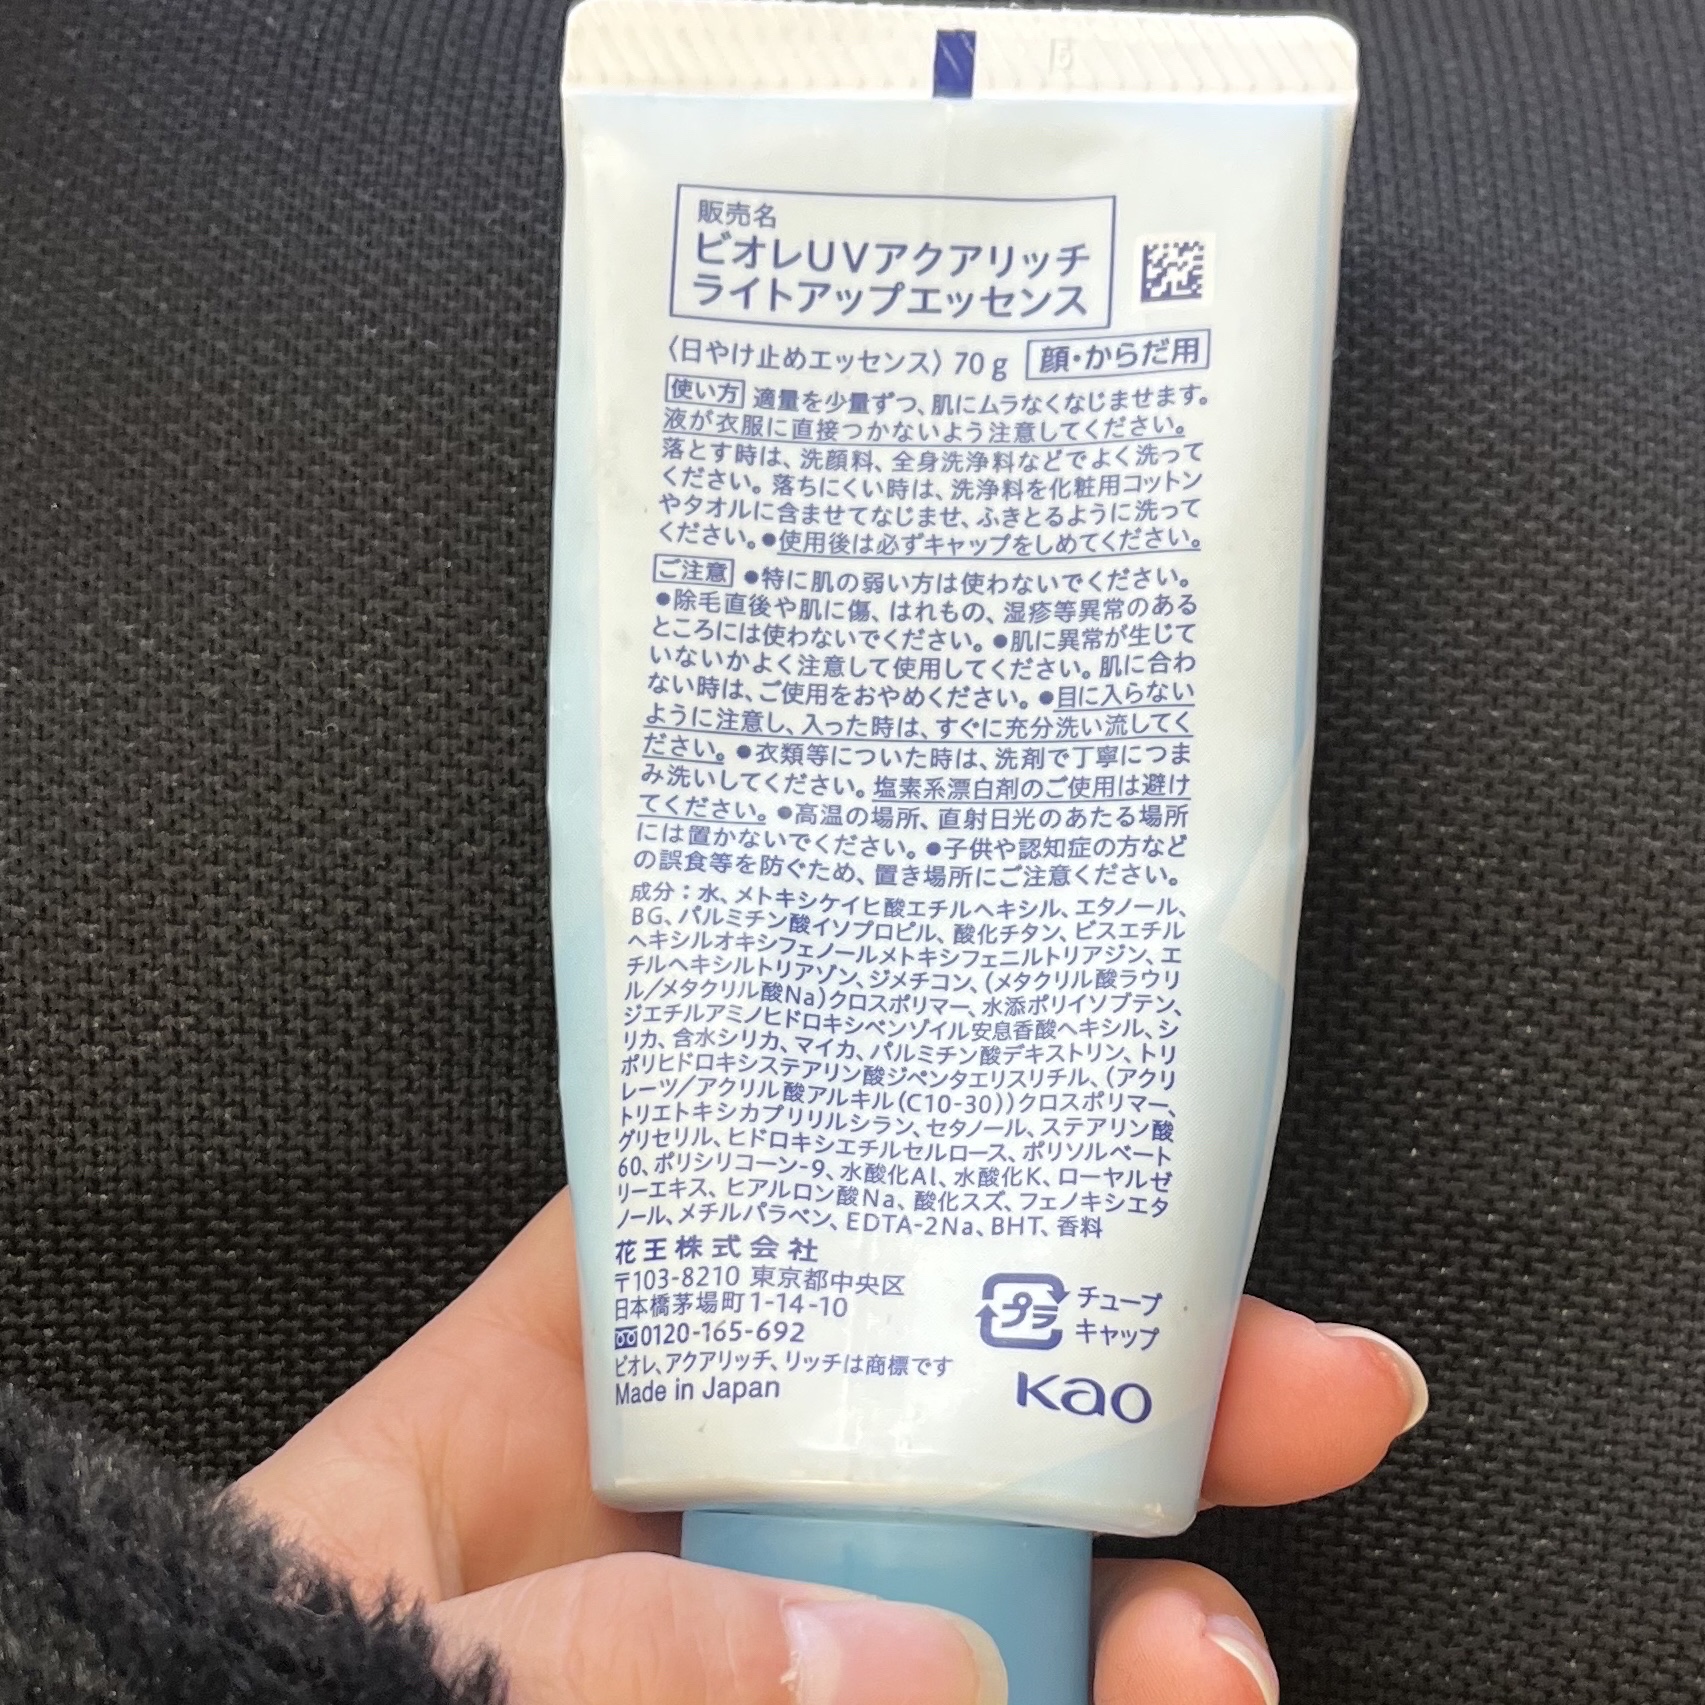 販売名
ビオレUVアクアリッチ
ライトアップエッセンス
〈日やけ止めエッセンス〉70g 顔・からだ用
使い方 適量を少量ずつ、肌にムラなくなじませます。
液が衣服に直接つかないよう注意してください。
落とす時は、洗顔料、全身洗浄料などでよく洗って
ください。落ちにくい時は、洗浄料を化粧用コットン
やタオルに含ませてなじませ、ふきとるように洗って
ください。●使用後は必ずキャップをしめてください。
ご注意 ●特に肌の弱い方は使わないでください。
●除毛直後や肌に傷、はれもの、湿疹等異常のある
ところには使わないでください。●肌に異常が生じて
いないかよく注意して使用してください。肌に合わ
ない時は、ご使用をおやめください。●目に入らない
ように注意し、入った時は、すぐに充分洗い流してく
ださい。●衣類等についた時は、洗剤で丁寧につま
み洗いしてください。塩素系漂白剤のご使用は避け
てください。●高温の場所、直射日光のあたる場所
には置かないでください。●子供や認知症の方など
の誤食等を防ぐため、置き場所にご注意ください。
成分：水、メトキシケイヒ酸エチルヘキシル、エタノール、
BG、パルミチン酸イソプロピル、酸化チタン、ビスエチル
ヘキシルオキシフェノールメトキシフェニルトリアジン、エ
チルヘキシルトリアゾン、ジメチコン、(メタクリル酸ラウリ
ル/メタクリル酸Na)クロスポリマー、水添ポリイソブテン、
ジエチルアミノヒドロキシベンゾイル安息香酸ヘキシル、シ
リカ、含水シリカ、マイカ、パルミチン酸デキストリン、トリ
ポリヒドロキシステアリン酸ジペンタエリスリチル、(アクリ
レーツ/アクリル酸アルキル(C10-30))クロスポリマー、
トリエトキシカプリリルシラン、セタノール、ステアリン酸
グリセリル、ヒドロキシエチルセルロース、ポリソルベート
60、ポリシリコーン-9、水酸化Al、水酸化K、ローヤルゼ
リーエキス、ヒアルロン酸Na、酸化スズ、フェノキシエタ
ノール、メチルパラベン、EDTA-2Na、BHT、香料
花王株式会社
〒103-8210 東京都中央区
日本橋茅場町1-14-10
0120-165-692
ビオレ、アクアリッチ、リッチは商標です
Made in Japan
プラ
チューブ
キャップ
Kao